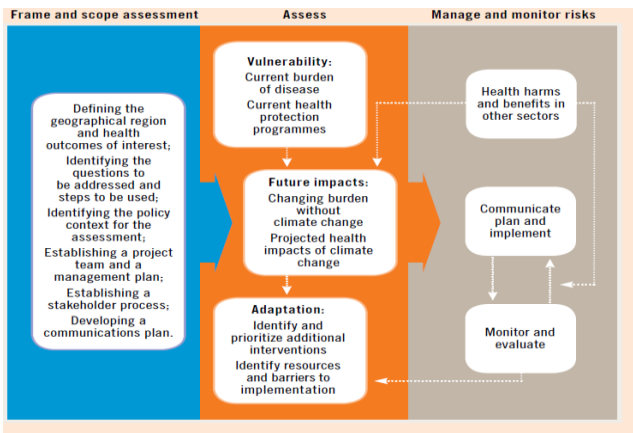 Frame and scope assessment
Assess
Manage and monitor risks
Defining the
geographical region
and health
outcomes of interest;
Identifying the
questions to
be addressed and
steps to be used;
Identifying the policy
context for the
assessment;
Establishing a project
team and a
management plan;
Establishing a
stakeholder process;
Developing a
communications plan.
Vulnerability:
Current burden
of disease
Current health
protection
programmes
Future impacts:
Changing burden
without
climate change
Projected health
impacts of climate
change
Adaptation:
Identify and
prioritize additional
interventions
Identify resources
and barriers to
implementation
Health harms
and benefits in
other sectors
Communicate
plan and
implement
Monitor and
evaluate